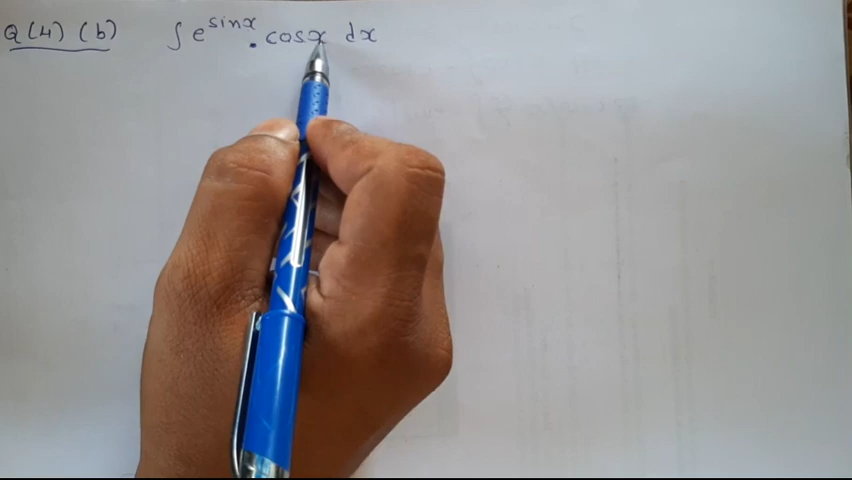 Q(4) (b) ∫ e^sinx . cosx dx